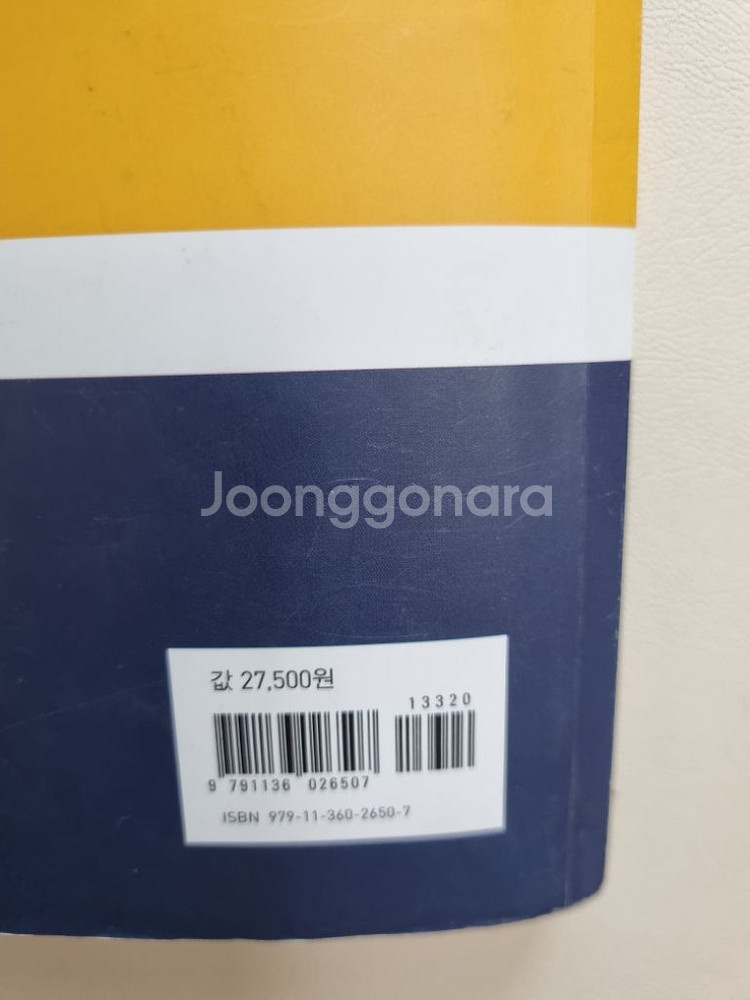 Joonggonara
값 27,500원
13320
9 791136 026507
ISBN 979-11-360-2650-7